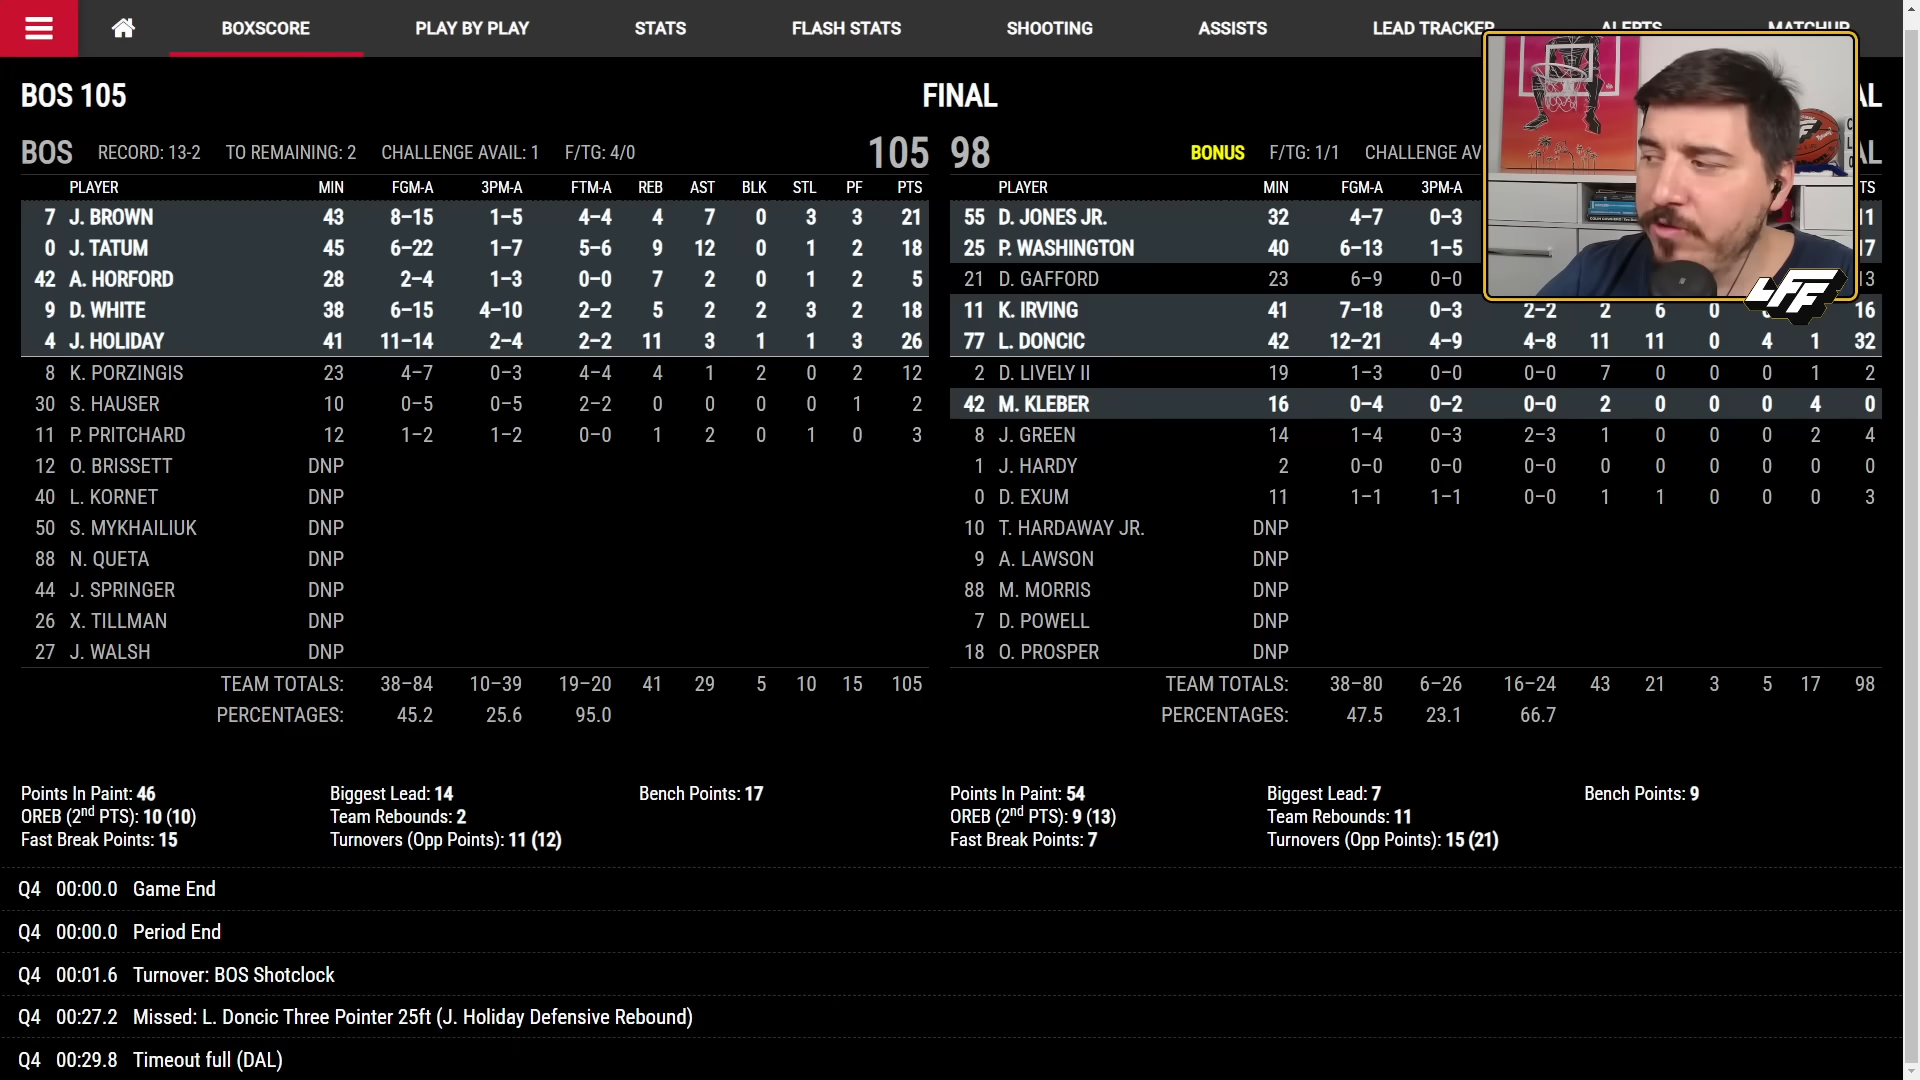 BOXSCORE PLAY BY PLAY STATS FLASH STATS SHOOTING ASSISTS LEAD TRACKER ALERTS MATCHUP
BOS 105 FINAL
BOS RECORD: 13-2 TO REMAINING: 2 CHALLENGE AVAIL: 1 F/TG: 4/0 105
PLAYER MIN FGM-A 3PM-A FTM-A REB AST BLK STL PF PTS
7 J. BROWN 43 8-15 1-5 4-4 4 7 0 3 3 21
0 J. TATUM 45 6-22 1-7 5-6 9 12 0 1 2 18
42 A. HORFORD 28 2-4 1-3 0-0 7 2 0 1 2 5
9 D. WHITE 38 6-15 4-10 2-2 5 2 2 3 2 18
4 J. HOLIDAY 41 11-14 2-4 2-2 11 3 1 1 3 26
8 K. PORZINGIS 23 4-7 0-3 4-4 4 1 2 0 2 12
30 S. HAUSER 10 0-5 0-5 2-2 0 0 0 0 1 2
11 P. PRITCHARD 12 1-2 1-2 0-0 1 2 0 1 0 3
12 O. BRISSETT DNP
40 L. KORNET DNP
50 S. MYKHAILIUK DNP
88 N. QUETA DNP
44 J. SPRINGER DNP
26 X. TILLMAN DNP
27 J. WALSH DNP
TEAM TOTALS: 38-84 10-39 19-20 41 29 5 10 15 105
PERCENTAGES: 45.2 25.6 95.0
Points In Paint: 46 Biggest Lead: 14 Bench Points: 17
OREB (2nd PTS): 10 (10) Team Rebounds: 2
Fast Break Points: 15 Turnovers (Opp Points): 11 (12)
98 BONUS F/TG: 1/1 CHALLENGE AV
PLAYER MIN FGM-A 3PM-A TS
55 D. JONES JR. 32 4-7 0-3 11
25 P. WASHINGTON 40 6-13 1-5 17
21 D. GAFFORD 23 6-9 0-0 13
11 K. IRVING 41 7-18 0-3 2-2 2 6 0 16
77 L. DONCIC 42 12-21 4-9 4-8 11 11 0 4 1 32
2 D. LIVELY II 19 1-3 0-0 0-0 7 0 0 0 1 2
42 M. KLEBER 16 0-4 0-2 0-0 2 0 0 0 4 0
8 J. GREEN 14 1-4 0-3 2-3 1 0 0 0 2 4
1 J. HARDY 2 0-0 0-0 0-0 0 0 0 0 0 0
0 D. EXUM 11 1-1 1-1 0-0 1 1 0 0 0 3
10 T. HARDAWAY JR. DNP
9 A. LAWSON DNP
88 M. MORRIS DNP
7 D. POWELL DNP
18 O. PROSPER DNP
TEAM TOTALS: 38-80 6-26 16-24 43 21 3 5 17 98
PERCENTAGES: 47.5 23.1 66.7
Points In Paint: 54 Biggest Lead: 7 Bench Points: 9
OREB (2nd PTS): 9 (13) Team Rebounds: 11
Fast Break Points: 7 Turnovers (Opp Points): 15 (21)
LFF
Q4 00:00.0 Game End
Q4 00:00.0 Period End
Q4 00:01.6 Turnover: BOS Shotclock
Q4 00:27.2 Missed: L. Doncic Three Pointer 25ft (J. Holiday Defensive Rebound)
Q4 00:29.8 Timeout full (DAL)